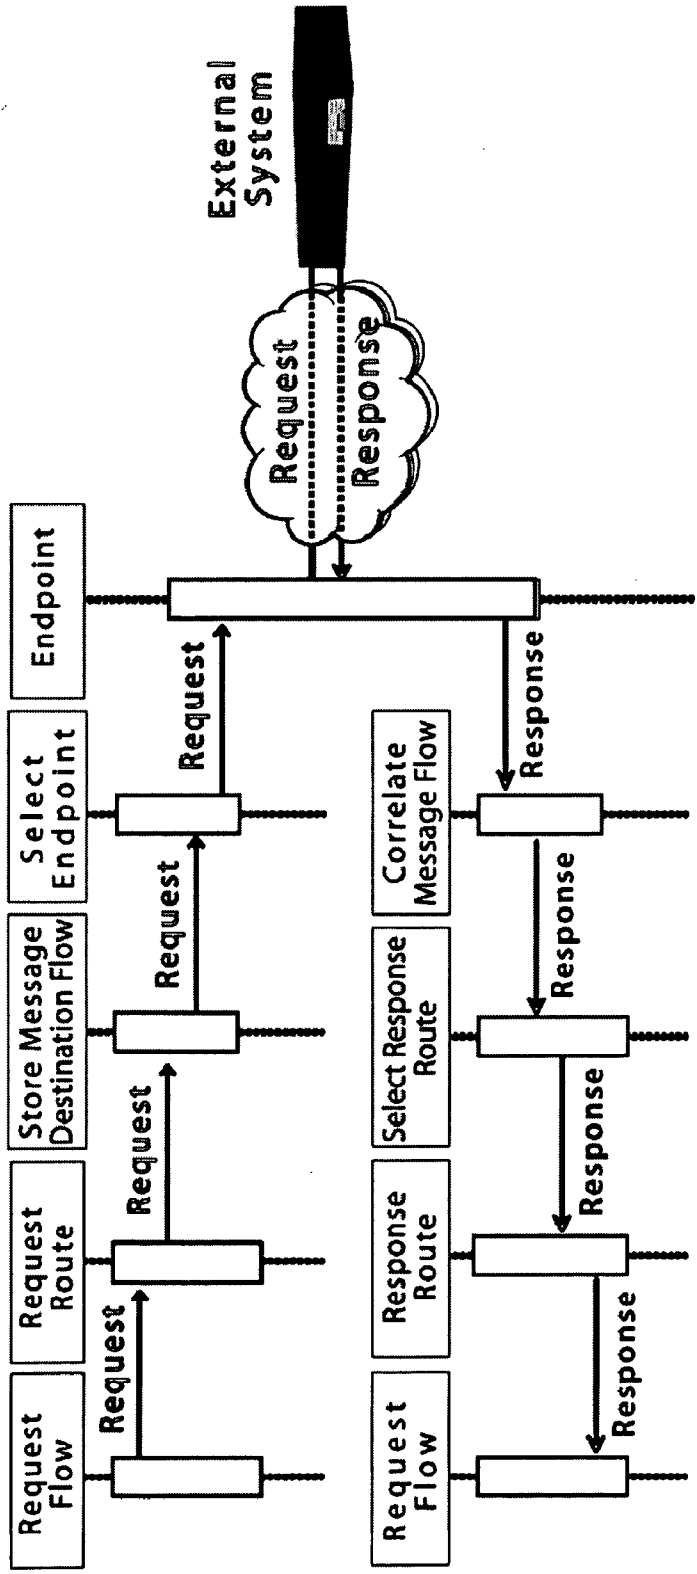 Request
Flow
Request
Route
Store Message
Destination Flow
Select
Endpoint
Endpoint
External
System
Request
Request
Request
Request
Request
Response
Request
Flow
Response
Route
Select Response
Route
Correlate
Message Flow
Response
Response
Response
Response